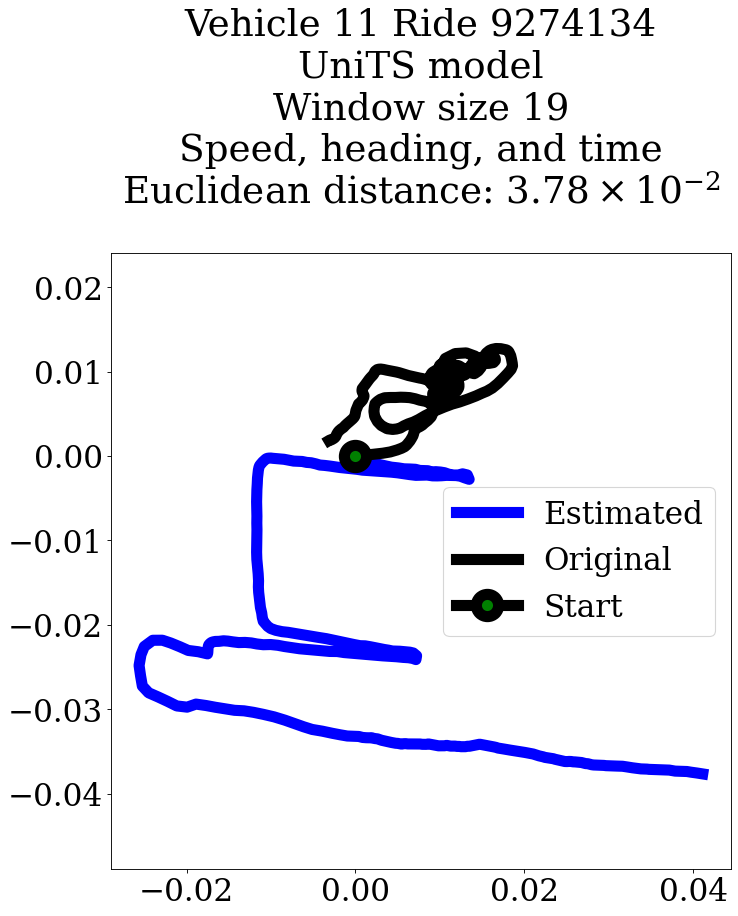 Vehicle 11 Ride 9274134
UniTS model
Window size 19
Speed, heading, and time
Euclidean distance: 3.78 × 10⁻²
0.02
0.01
0.00
−0.01
−0.02
−0.03
−0.04
Estimated
Original
Start
−0.02 0.00 0.02 0.04